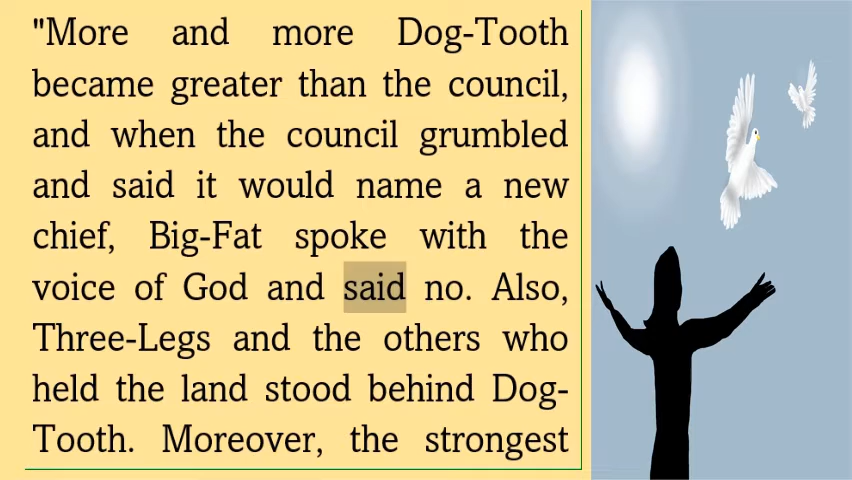 "More and more Dog-Tooth
became greater than the council,
and when the council grumbled
and said it would name a new
chief, Big-Fat spoke with the
voice of God and said no. Also,
Three-Legs and the others who
held the land stood behind Dog-
Tooth. Moreover, the strongest